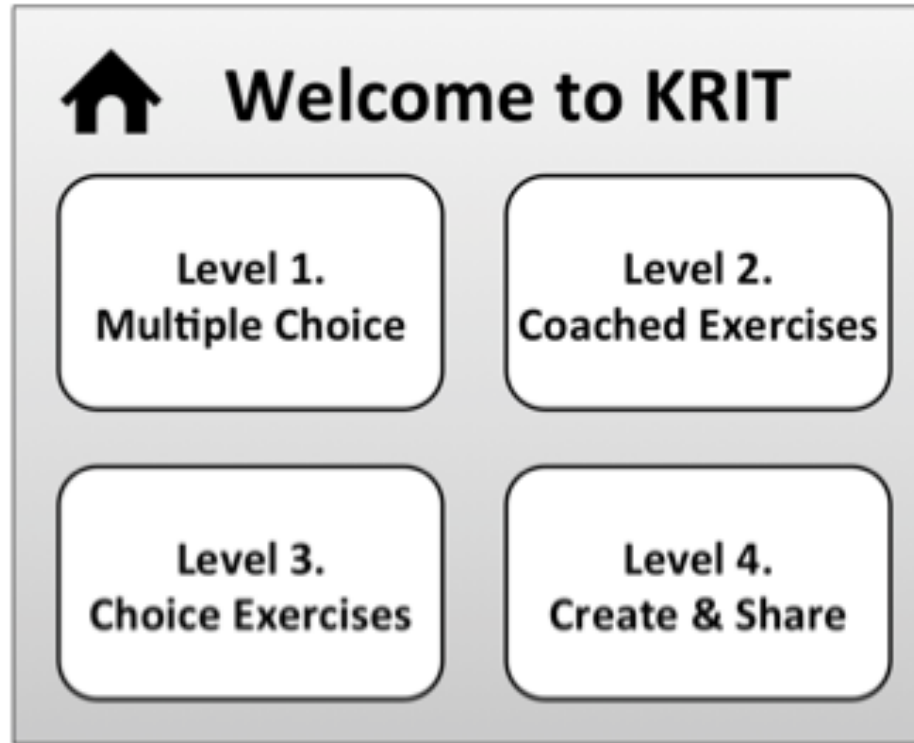 Welcome to KRIT
Level 1.
Multiple Choice
Level 2.
Coached Exercises
Level 3.
Choice Exercises
Level 4.
Create & Share